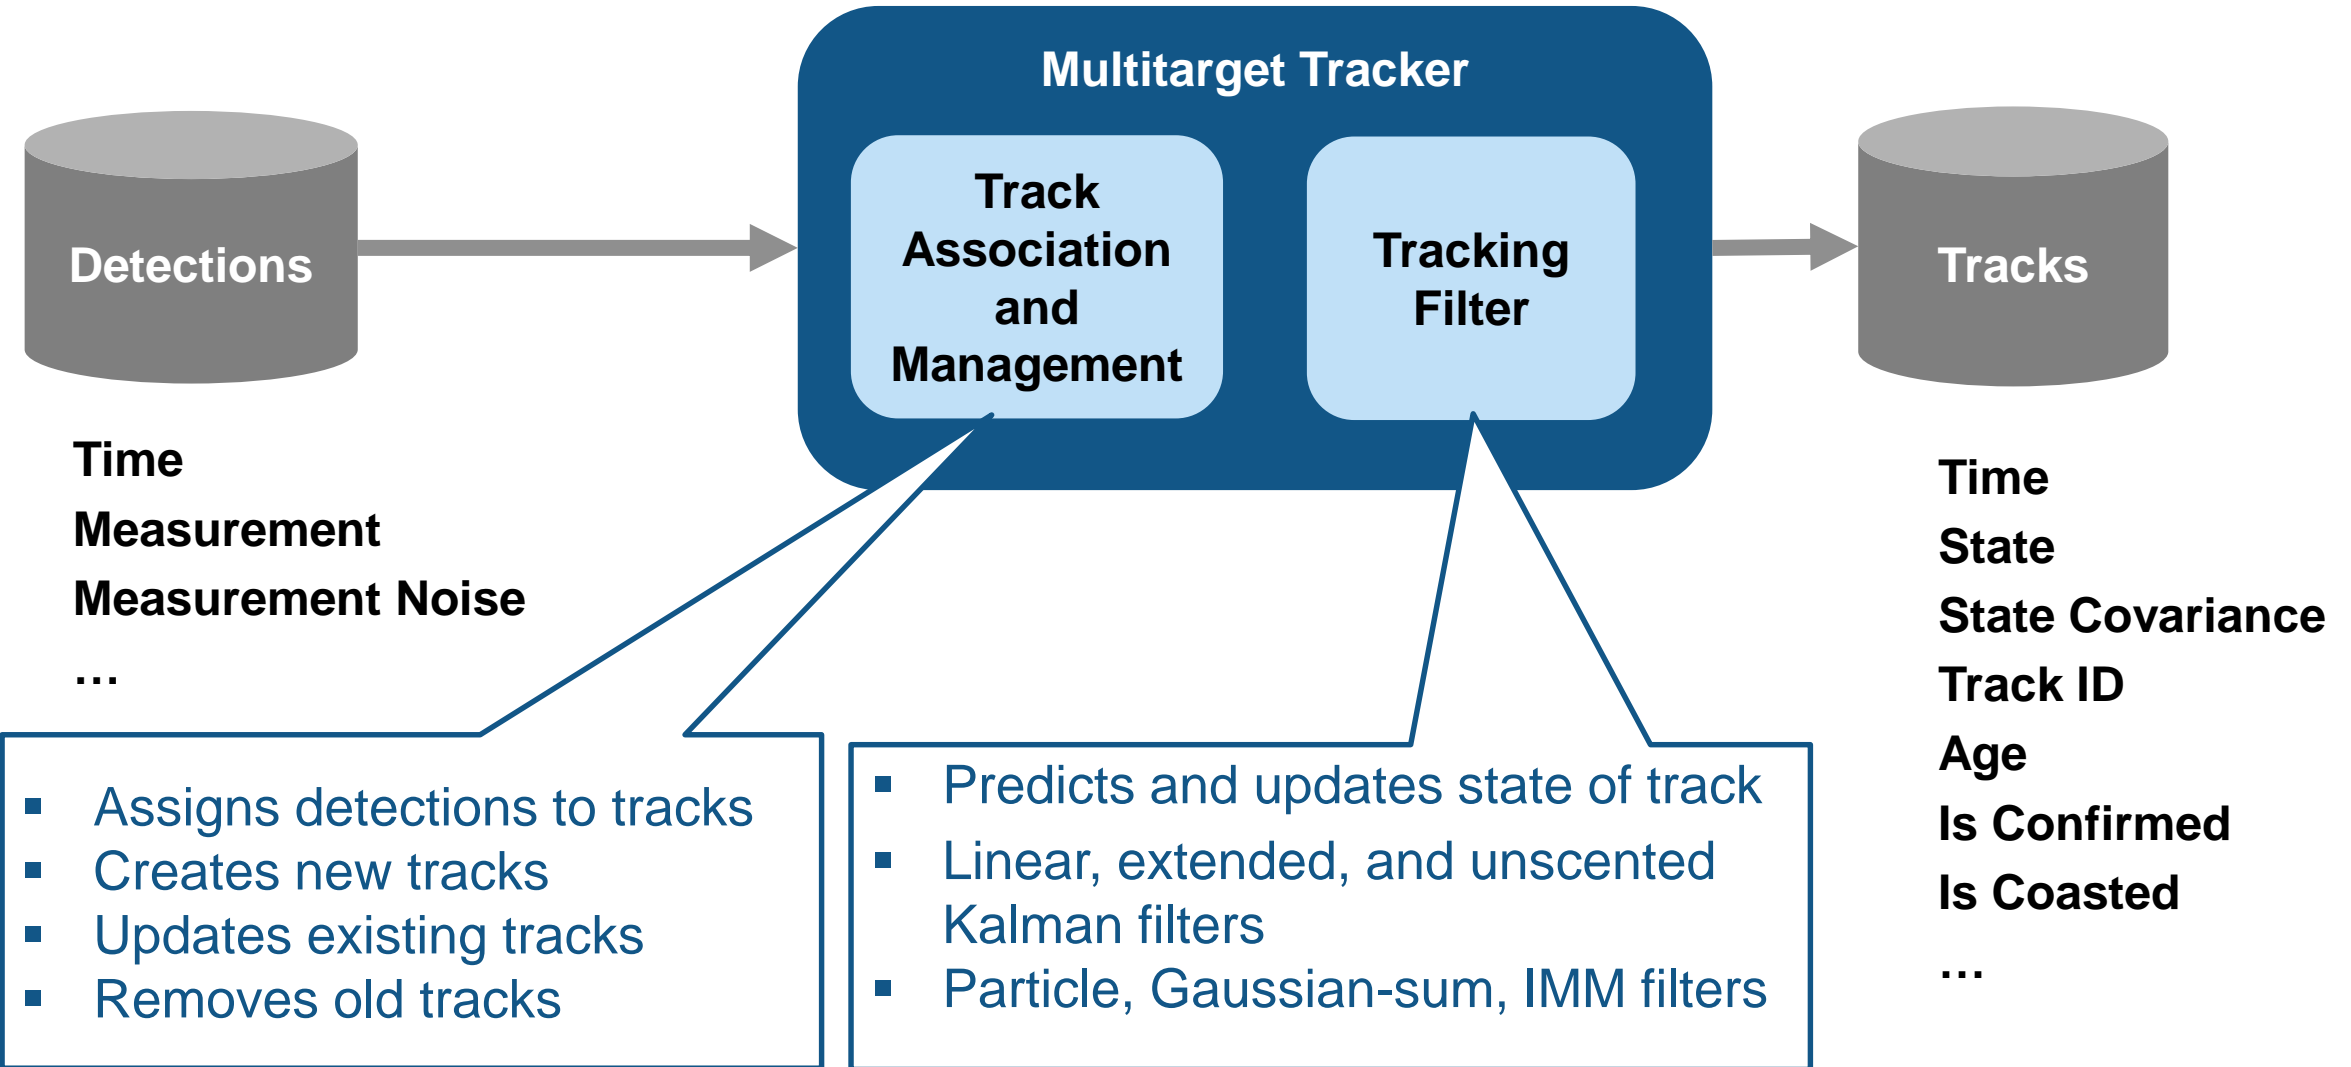 Multitarget Tracker
Detections
Track
Association
and
Management
Tracking
Filter
Tracks
Time
Measurement
Measurement Noise
…
Time
State
State Covariance
Track ID
Age
Is Confirmed
Is Coasted
…
▪ Assigns detections to tracks
▪ Creates new tracks
▪ Updates existing tracks
▪ Removes old tracks
▪ Predicts and updates state of track
▪ Linear, extended, and unscented
Kalman filters
▪ Particle, Gaussian-sum, IMM filters